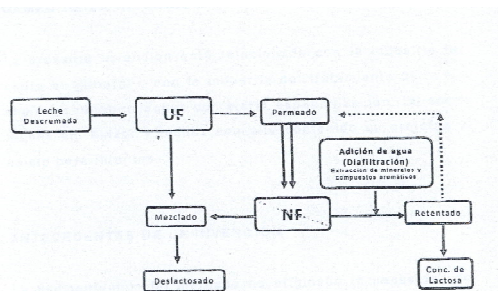 Leche
Descremada
UF
Permeado
Adición de agua
(Diafiltración)
Extracción de minerales y
compuestos aromáticos
Mezclado
NF
Retentado
Deslactosado
Conc. de
Lactosa